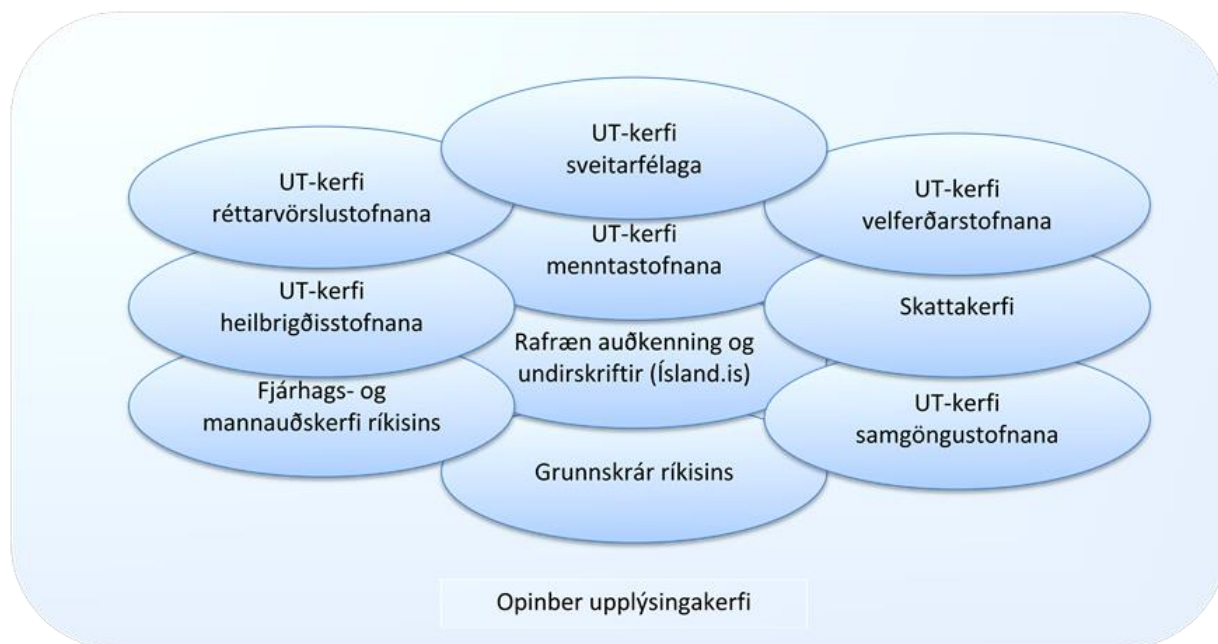 UT-kerfi
sveitarfélaga
UT-kerfi
réttarvörslustofnana
UT-kerfi
velferðarstofnana
UT-kerfi
menntastofnana
UT-kerfi
heilbrigðisstofnana
Skattakerfi
Rafræn auðkenning og
undirskriftir (Ísland.is)
Fjárhags- og
mannauðskerfi ríkisins
UT-kerfi
samgöngustofnana
Grunnskrár ríkisins
Opinber upplýsingakerfi